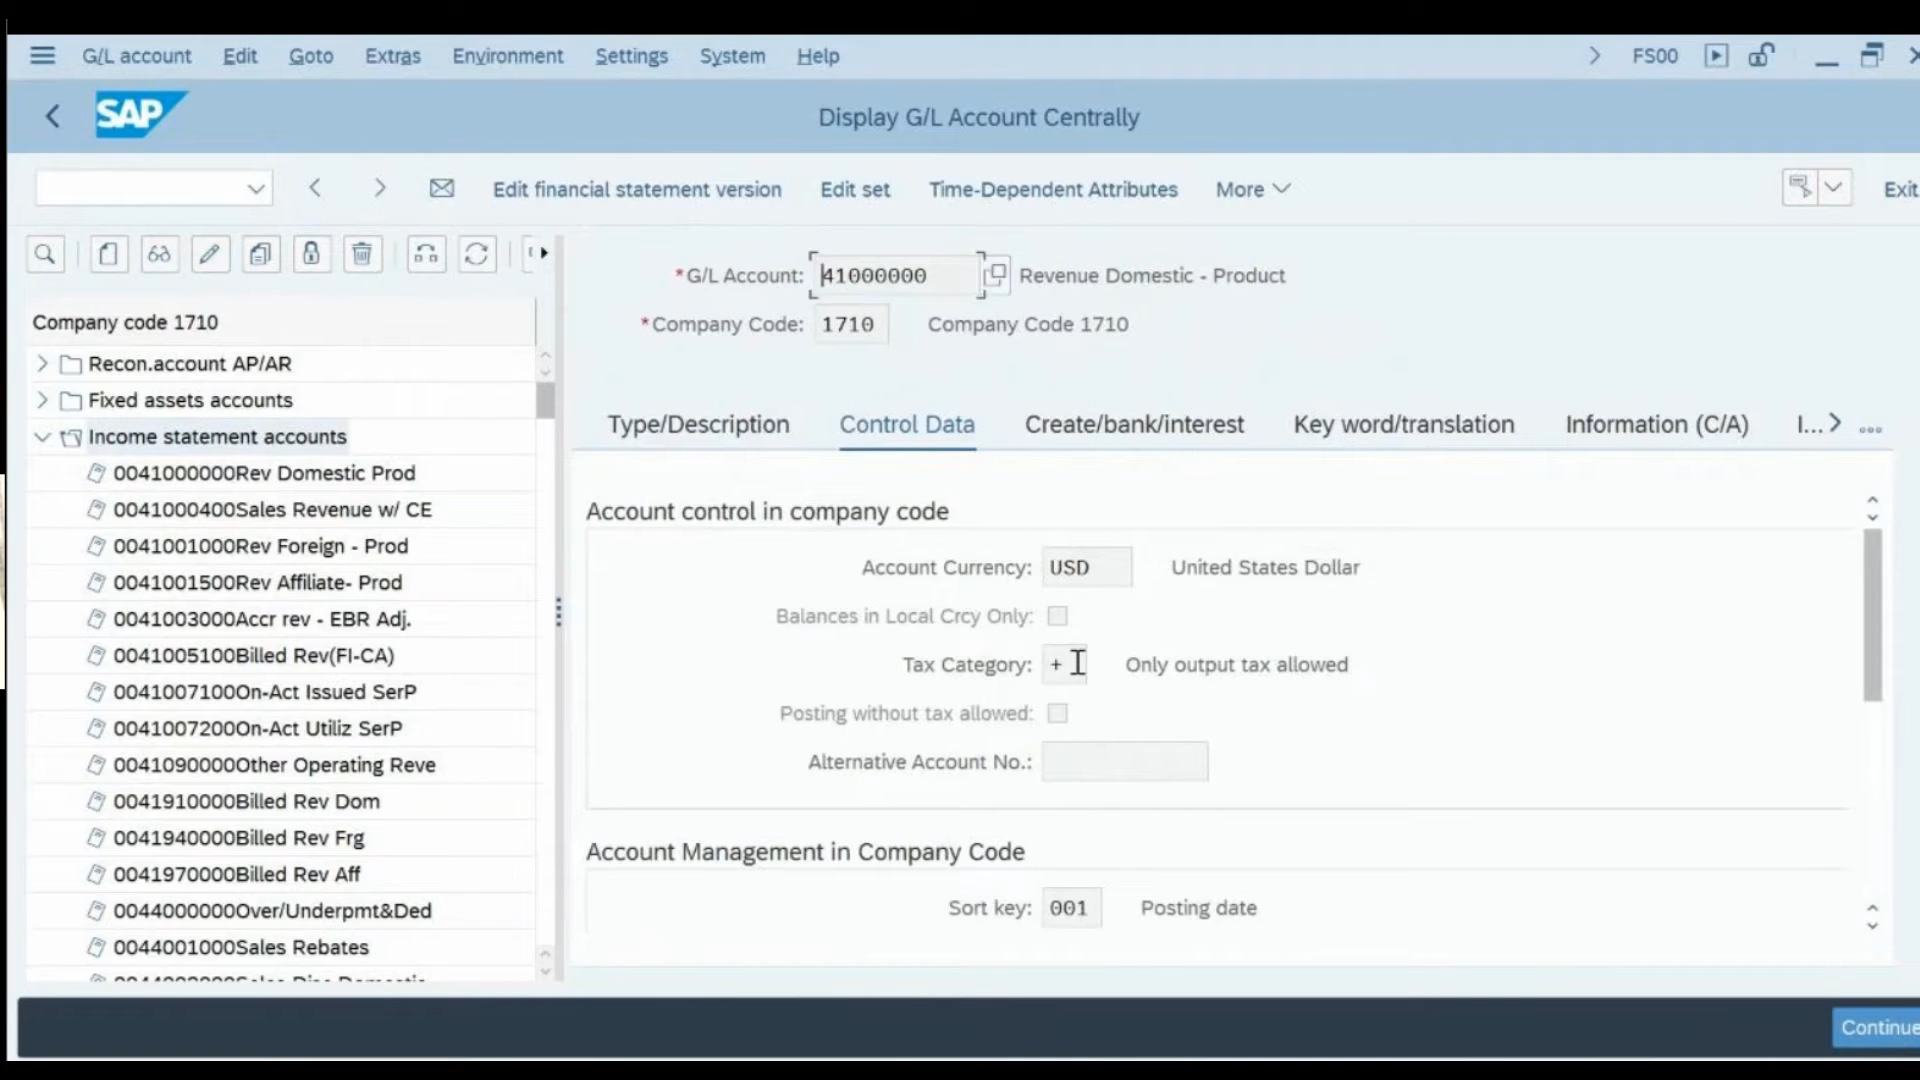 G/L account Edit Goto Extras Environment Settings System Help FS00
SAP Display G/L Account Centrally
Edit financial statement version Edit set Time-Dependent Attributes More Exit
*G/L Account: 41000000 Revenue Domestic - Product
Company code 1710
*Company Code: 1710 Company Code 1710
Recon.account AP/AR
Fixed assets accounts
Income statement accounts
0041000000Rev Domestic Prod
0041000400Sales Revenue w/ CE
0041001000Rev Foreign - Prod
0041001500Rev Affiliate- Prod
0041003000Accr rev - EBR Adj.
0041005100Billed Rev(FI-CA)
0041007100On-Act Issued SerP
0041007200On-Act Utiliz SerP
0041090000Other Operating Reve
0041910000Billed Rev Dom
0041940000Billed Rev Frg
0041970000Billed Rev Aff
0044000000Over/Underpmt&Ded
0044001000Sales Rebates
Type/Description Control Data Create/bank/interest Key word/translation Information (C/A) I...
Account control in company code
Account Currency: USD United States Dollar
Balances in Local Crcy Only:
Tax Category: + Only output tax allowed
Posting without tax allowed:
Alternative Account No.:
Account Management in Company Code
Sort key: 001 Posting date
Continue